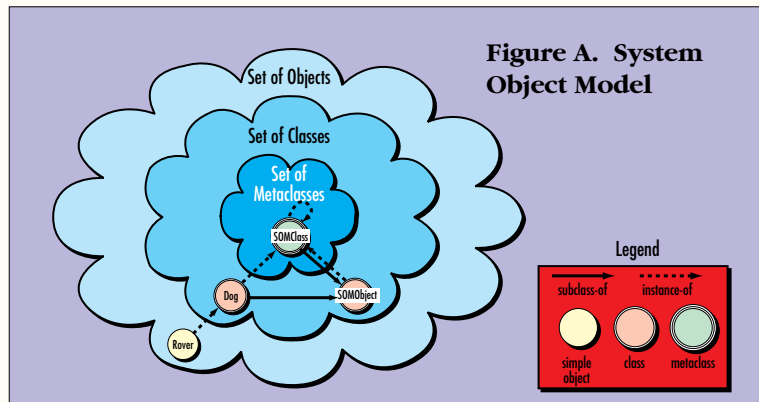 Figure A. System
Object Model
Set of Objects
Set of Classes
Set of
Metaclasses
SOMClass
Dog
SOMObject
Rover
Legend
subclass-of
instance-of
simple
object
class
metaclass